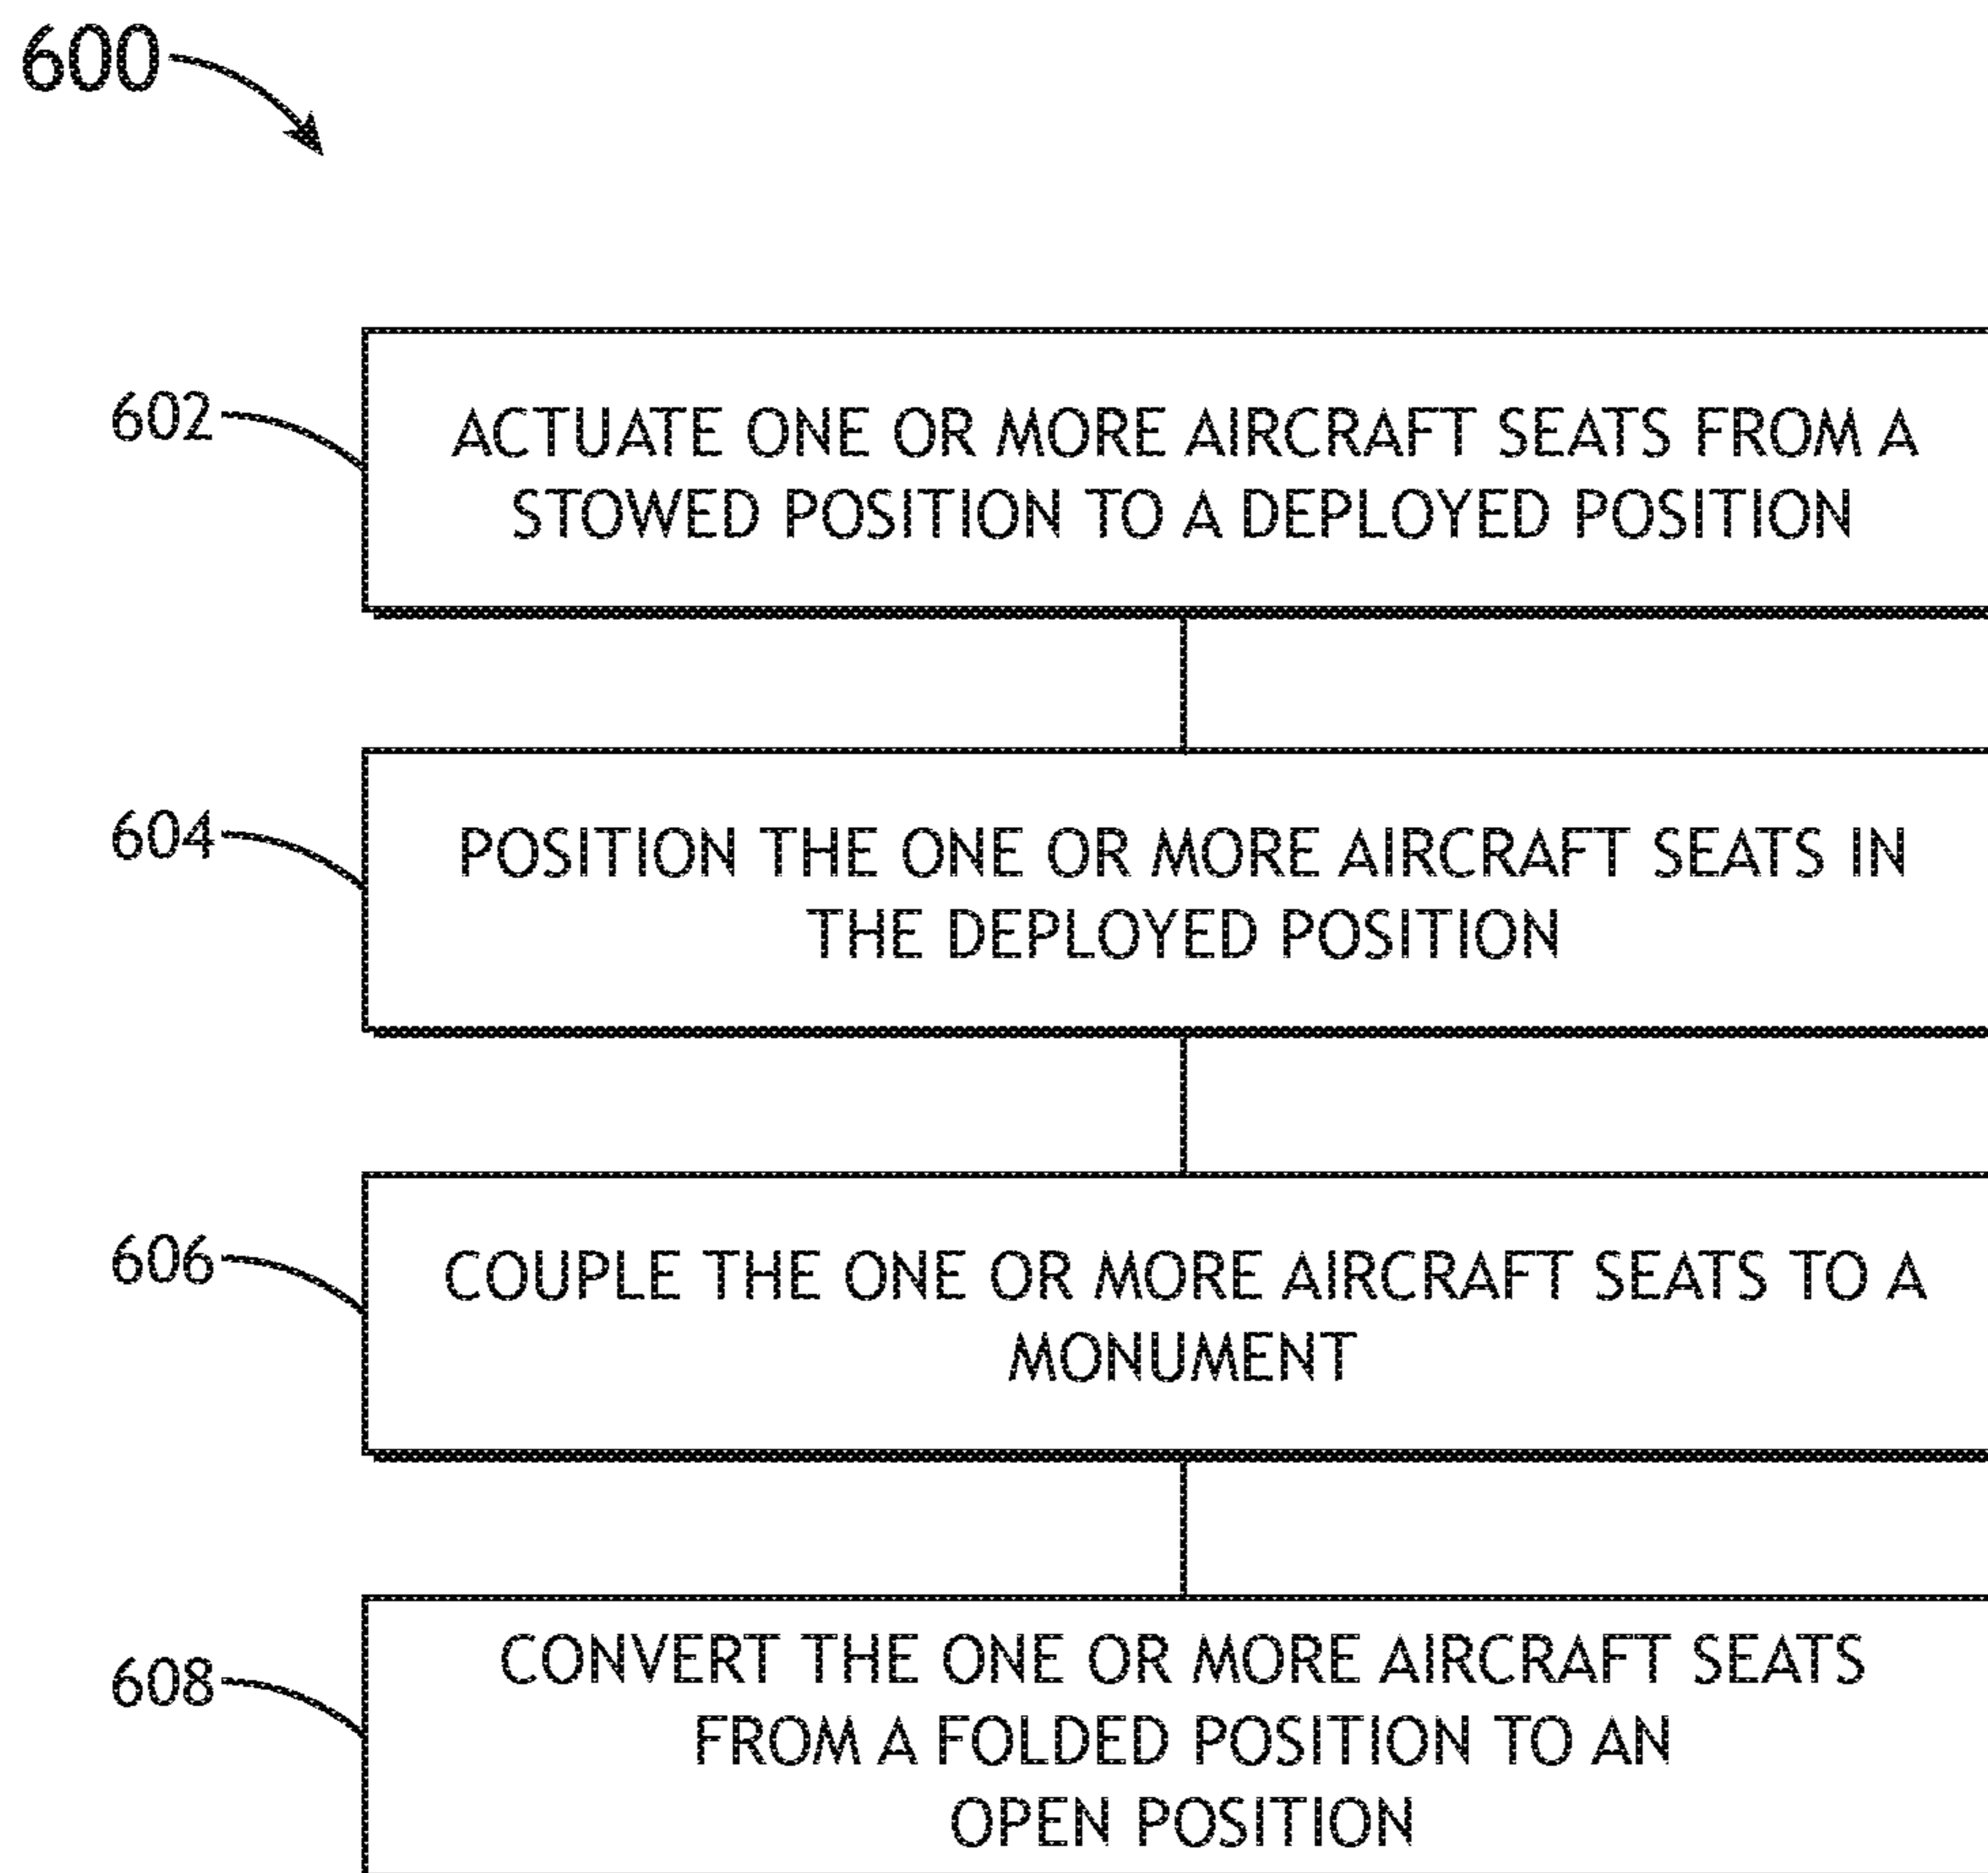 600
602
ACTUATE ONE OR MORE AIRCRAFT SEATS FROM A
STOWED POSITION TO A DEPLOYED POSITION
604
POSITION THE ONE OR MORE AIRCRAFT SEATS IN
THE DEPLOYED POSITION
606
COUPLE THE ONE OR MORE AIRCRAFT SEATS TO A
MONUMENT
608
CONVERT THE ONE OR MORE AIRCRAFT SEATS
FROM A FOLDED POSITION TO AN
OPEN POSITION